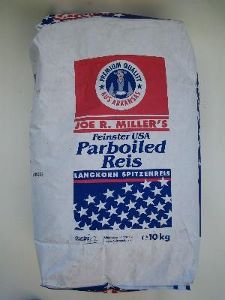 PREMIUM QUALITY
AUS ARKANSAS
JOE R. MILLER'S
Feinster USA
Parboiled
Reis
LANGKORN SPITZENREIS
10 kg